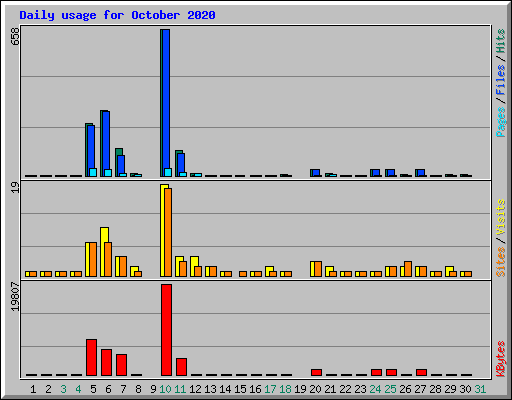 Daily usage for October 2020
658
Pages / Files / Hits
19
Sites / Visits
19807
KBytes
1 2 3 4 5 6 7 8 9 10 11 12 13 14 15 16 17 18 19 20 21 22 23 24 25 26 27 28 29 30 31